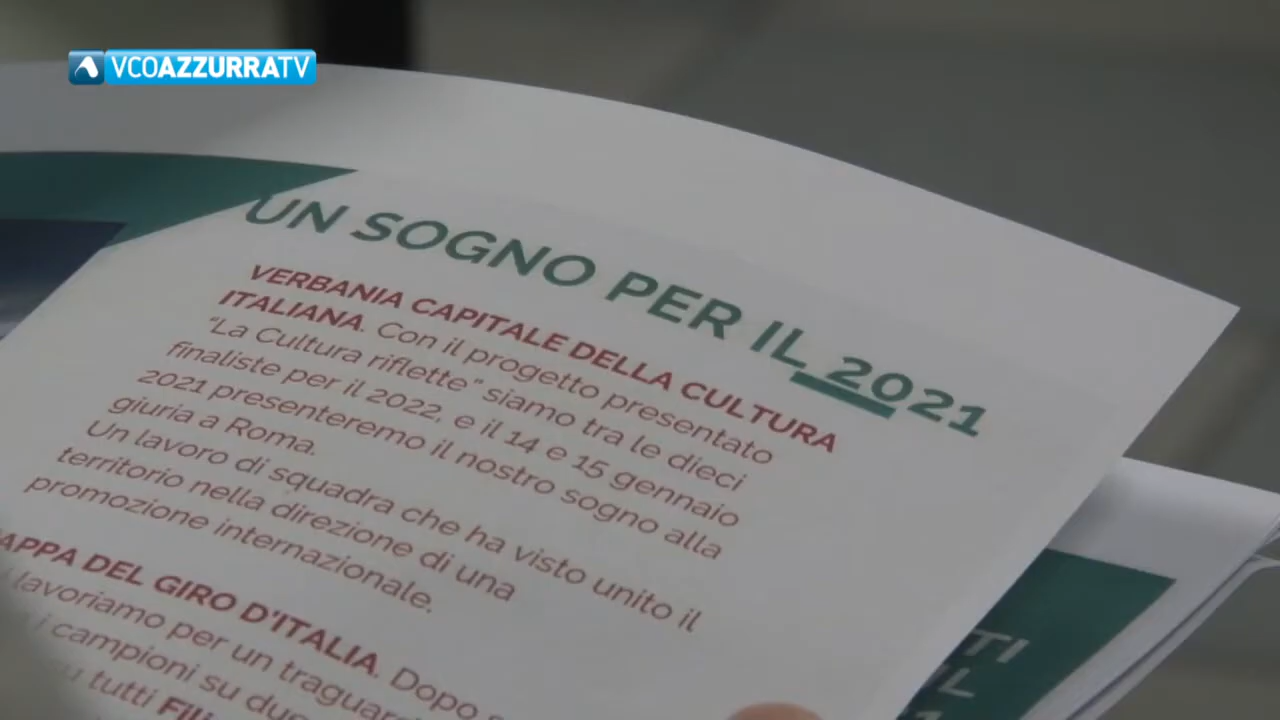 VCOAZZURRATV
UN SOGNO PER IL 2021
VERBANIA CAPITALE DELLA CULTURA
ITALIANA. Con il progetto presentato
"La Cultura riflette" siamo tra le dieci
finaliste per il 2022, e il 14 e 15 gennaio
2021 presenteremo il nostro sogno alla
giuria a Roma.
Un lavoro di squadra che ha visto unito il
territorio nella direzione di una
promozione internazionale.
APPA DEL GIRO D'ITALIA. Dopo
lavoriamo per un traguard
i campioni su du
tutti Fili
TI
IL